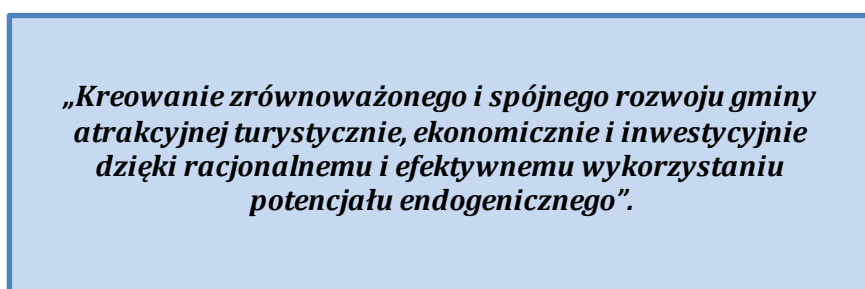 „Kreowanie zrównoważonego i spójnego rozwoju gminy
atrakcyjnej turystycznie, ekonomicznie i inwestycyjnie
dzięki racjonalnemu i efektywnemu wykorzystaniu
potencjału endogenicznego”.